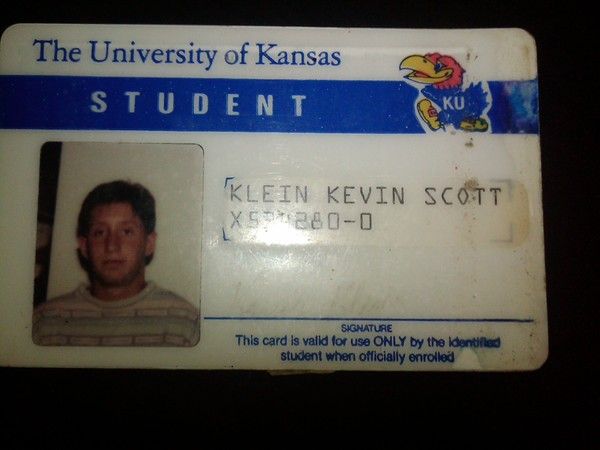 The University of Kansas
STUDENT
KU
KLEIN KEVIN SCOTT
SIGNATURE
This card is valid for use ONLY by the identified
student when officially enrolled